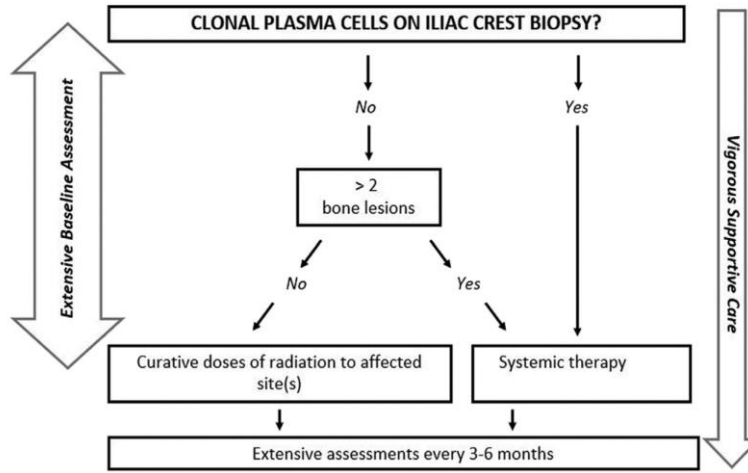 CLONAL PLASMA CELLS ON ILIAC CREST BIOPSY?
Extensive Baseline Assessment
Vigorous Supportive Care
No
Yes
> 2
bone lesions
No
Yes
Curative doses of radiation to affected
site(s)
Systemic therapy
Extensive assessments every 3-6 months